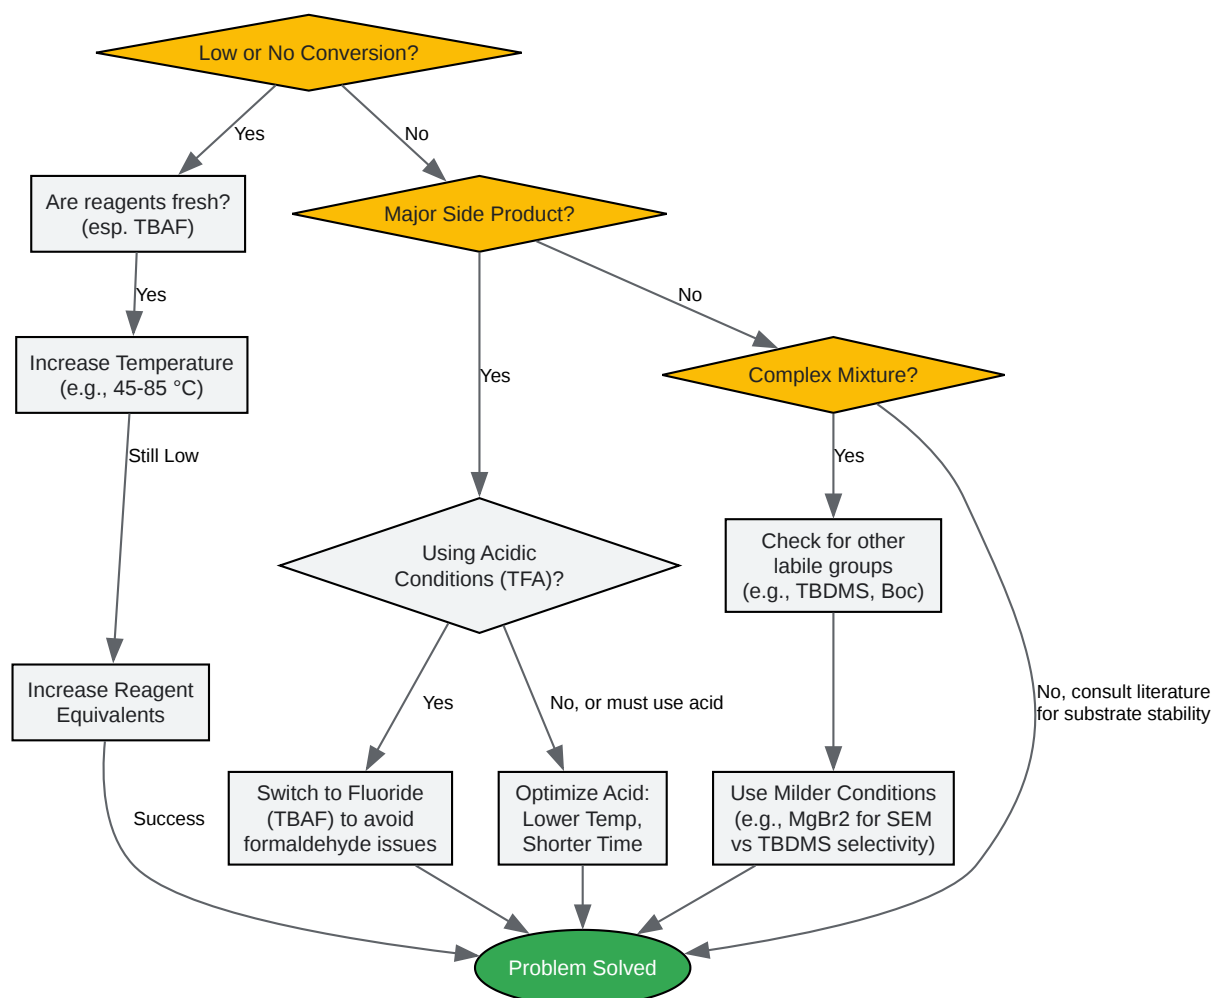 Low or No Conversion?
Yes
No
Are reagents fresh?
(esp. TBAF)
Major Side Product?
Yes
No
Increase Temperature
(e.g., 45-85 °C)
Yes
Complex Mixture?
Still Low
Yes
Using Acidic
Conditions (TFA)?
Check for other
labile groups
(e.g., TBDMS, Boc)
Increase Reagent
Equivalents
Yes
No, or must use acid
No, consult literature
for substrate stability
Success
Switch to Fluoride
(TBAF) to avoid
formaldehyde issues
Optimize Acid:
Lower Temp,
Shorter Time
Use Milder Conditions
(e.g., MgBr2 for SEM
vs TBDMS selectivity)
Problem Solved